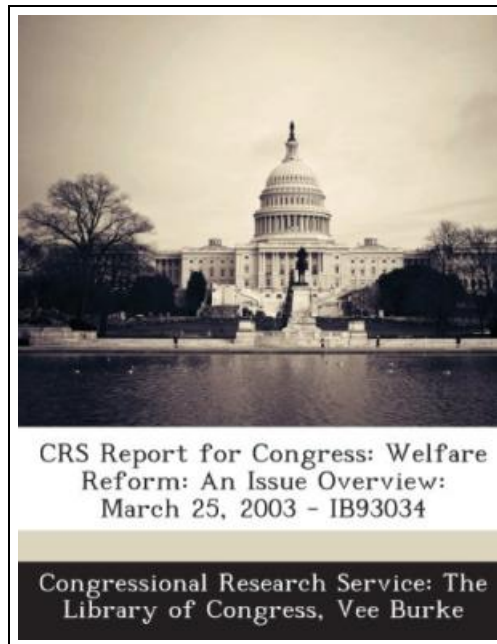 CRS Report for Congress: Welfare
Reform: An Issue Overview:
March 25, 2003 - IB93034
Congressional Research Service: The
Library of Congress, Vee Burke